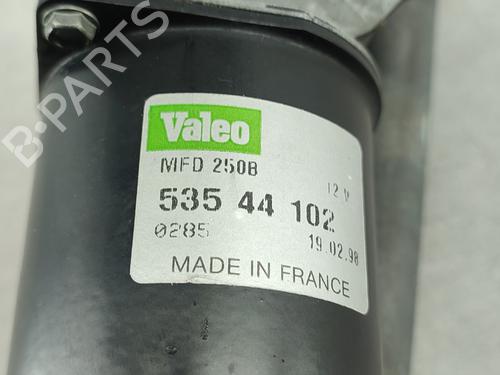 B-PARTS
Valeo
MFD 250B
12 V
535 44 102
0285
19.02.98
MADE IN FRANCE